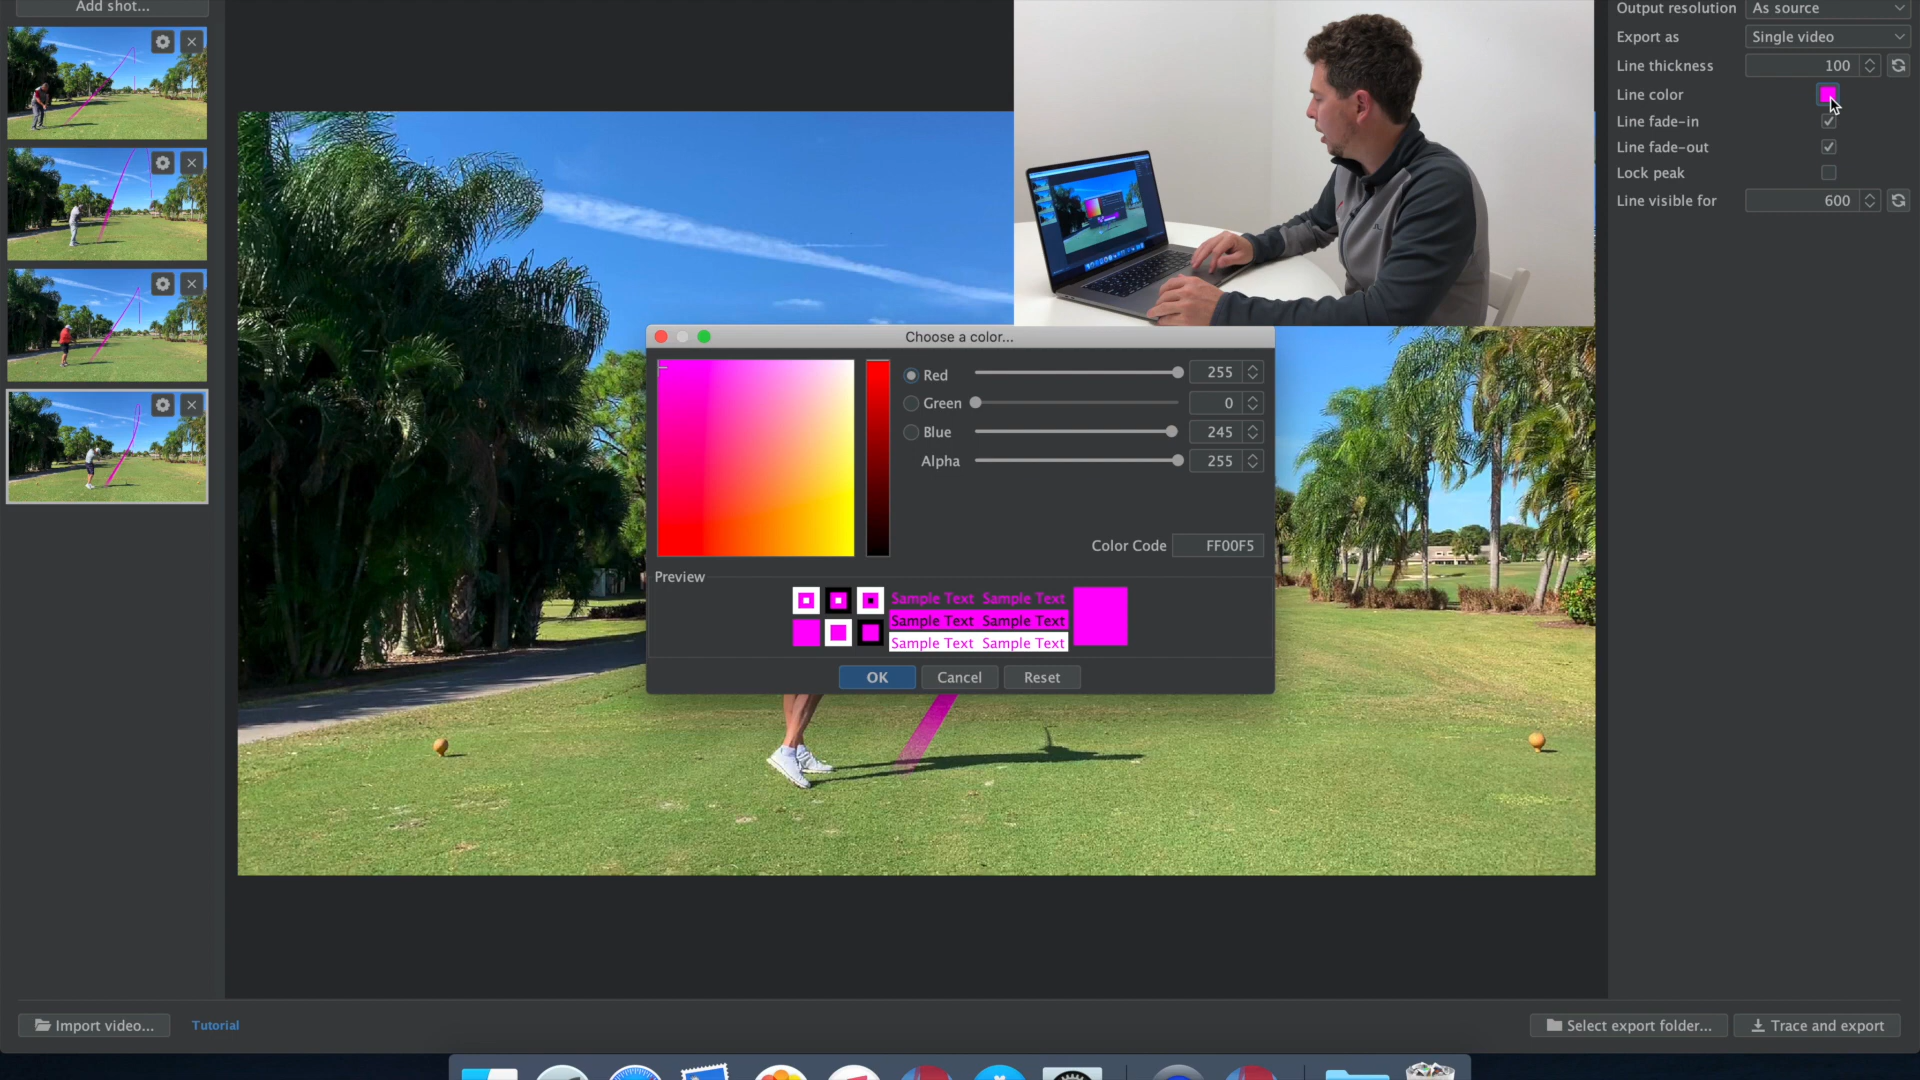 Add shot...
Output resolution As source
Export as Single video
Line thickness 100
Line color
Line fade-in
Line fade-out
Lock peak
Line visible for 600
Choose a color...
Red 255
Green 0
Blue 245
Alpha 255
Color Code FF00F5
Preview
Sample Text Sample Text
Sample Text Sample Text
Sample Text Sample Text
OK Cancel Reset
Import video... Tutorial Select export folder... Trace and export